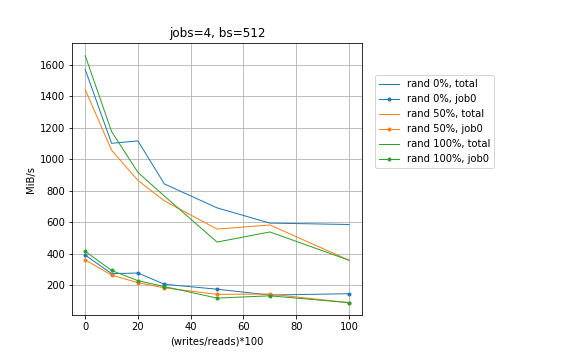 jobs=4, bs=512
1600
1400
1200
1000
800
600
400
200
MiB/s
0
20
40
60
80
100
(writes/reads)*100
rand 0%, total
rand 0%, job0
rand 50%, total
rand 50%, job0
rand 100%, total
rand 100%, job0